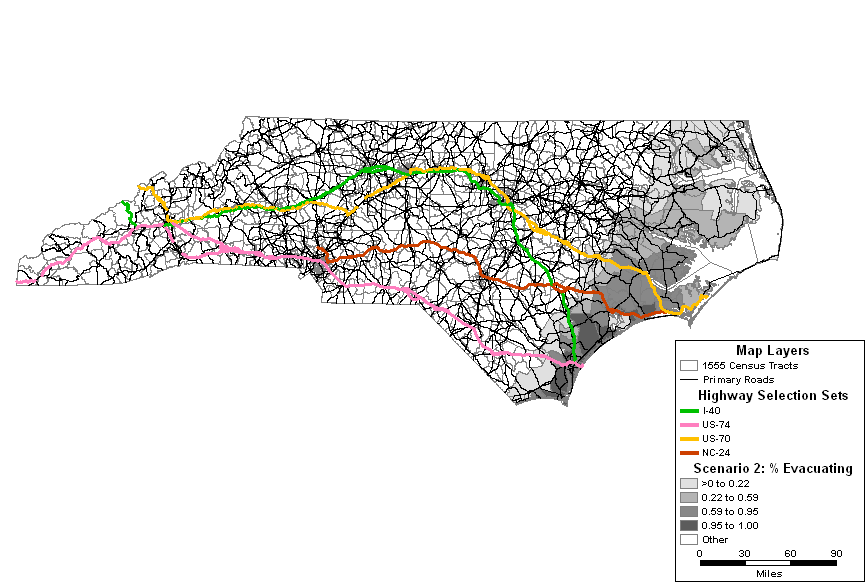 Map Layers
1555 Census Tracts
Primary Roads
Highway Selection Sets
I-40
US-74
US-70
NC-24
Scenario 2: % Evacuating
>0 to 0.22
0.22 to 0.59
0.59 to 0.95
0.95 to 1.00
Other
0 30 60 90
Miles